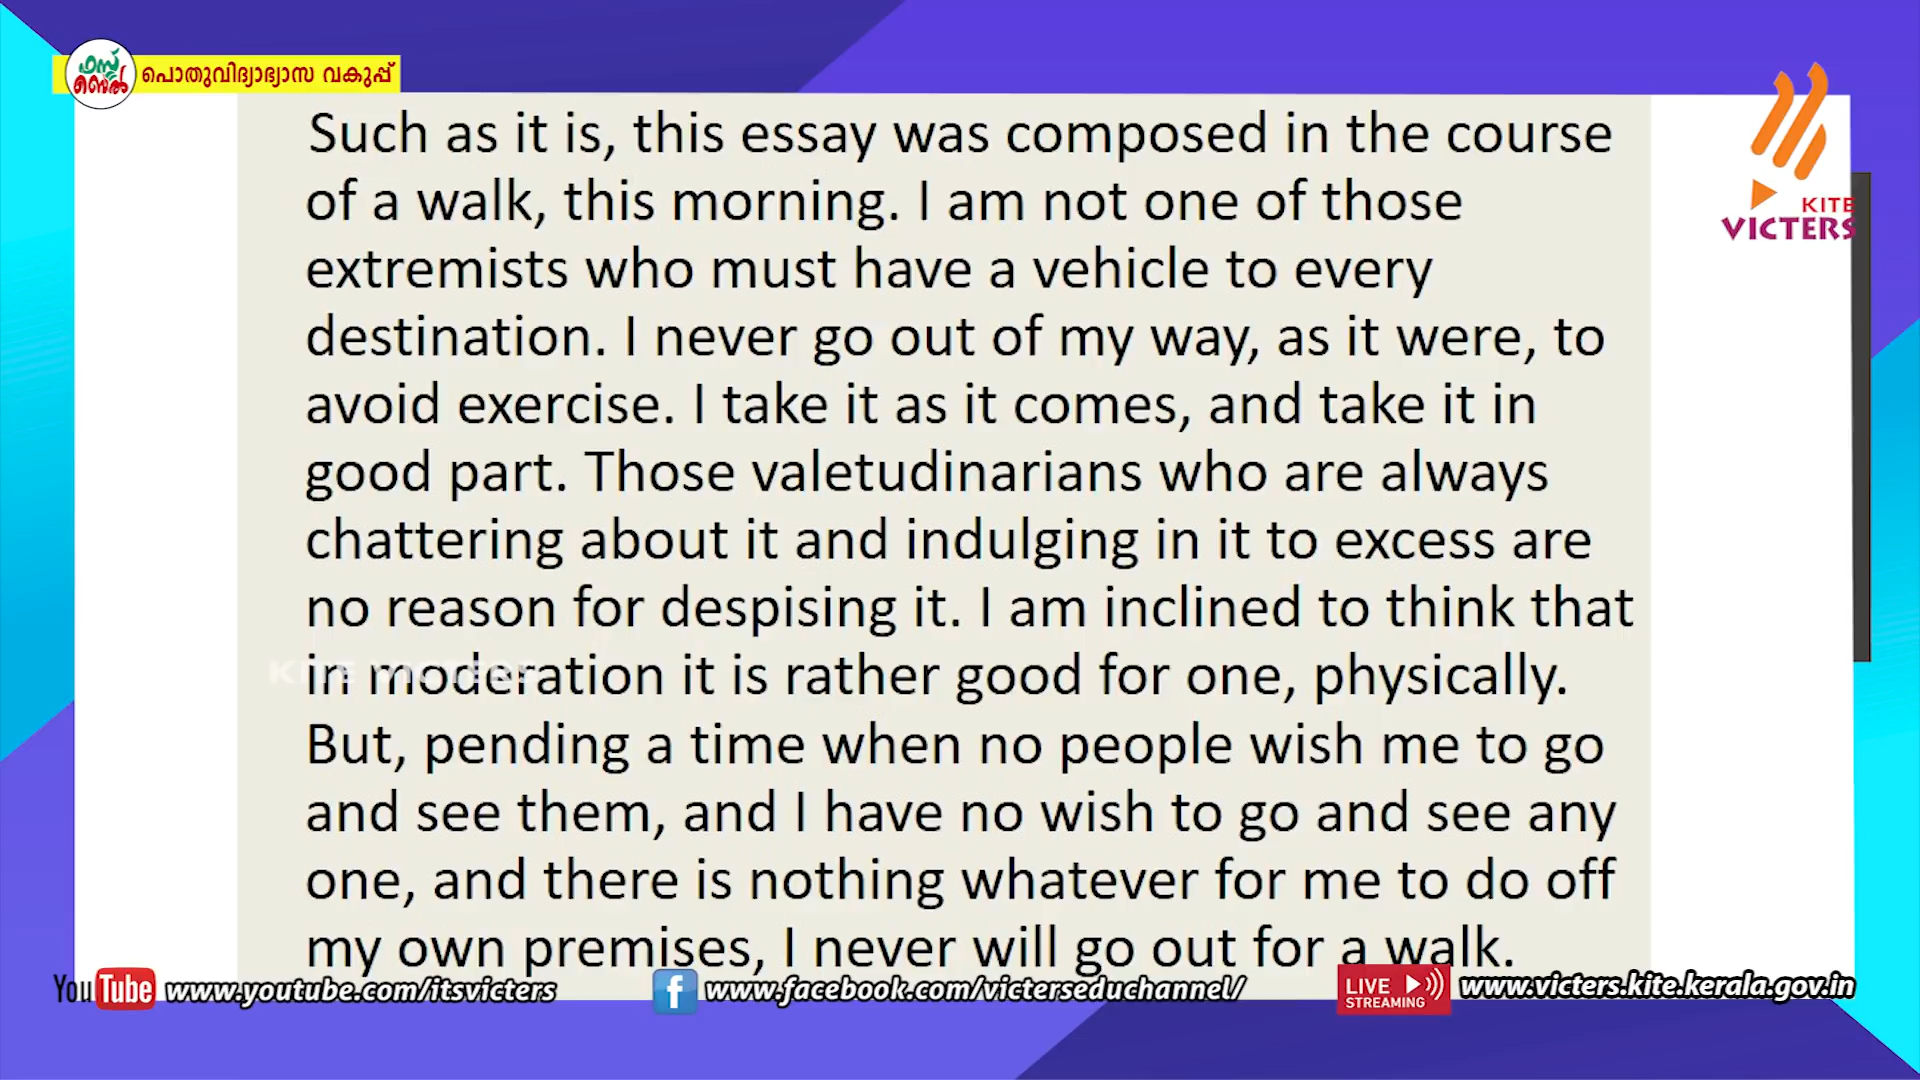 ഫസ്റ്റ്
ബെൽ
പൊതുവിദ്യാഭ്യാസ വകുപ്പ്
KITE
VICTERS
Such as it is, this essay was composed in the course
of a walk, this morning. I am not one of those
extremists who must have a vehicle to every
destination. I never go out of my way, as it were, to
avoid exercise. I take it as it comes, and take it in
good part. Those valetudinarians who are always
chattering about it and indulging in it to excess are
no reason for despising it. I am inclined to think that
in moderation it is rather good for one, physically.
But, pending a time when no people wish me to go
and see them, and I have no wish to go and see any
one, and there is nothing whatever for me to do off
my own premises, I never will go out for a walk.
KITE VICTERS
YouTube www.youtube.com/itsvicters
f www.facebook.com/victerseduchannel/
LIVE STREAMING www.victers.kite.kerala.gov.in